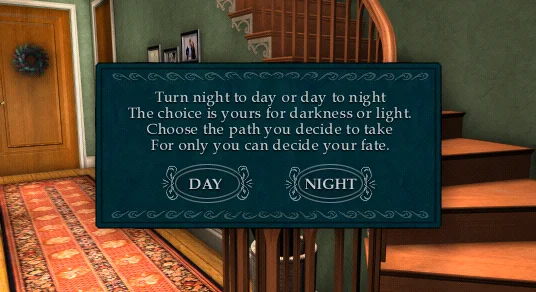 Turn night to day or day to night
The choice is yours for darkness or light.
Choose the path you decide to take
For only you can decide your fate.
DAY NIGHT